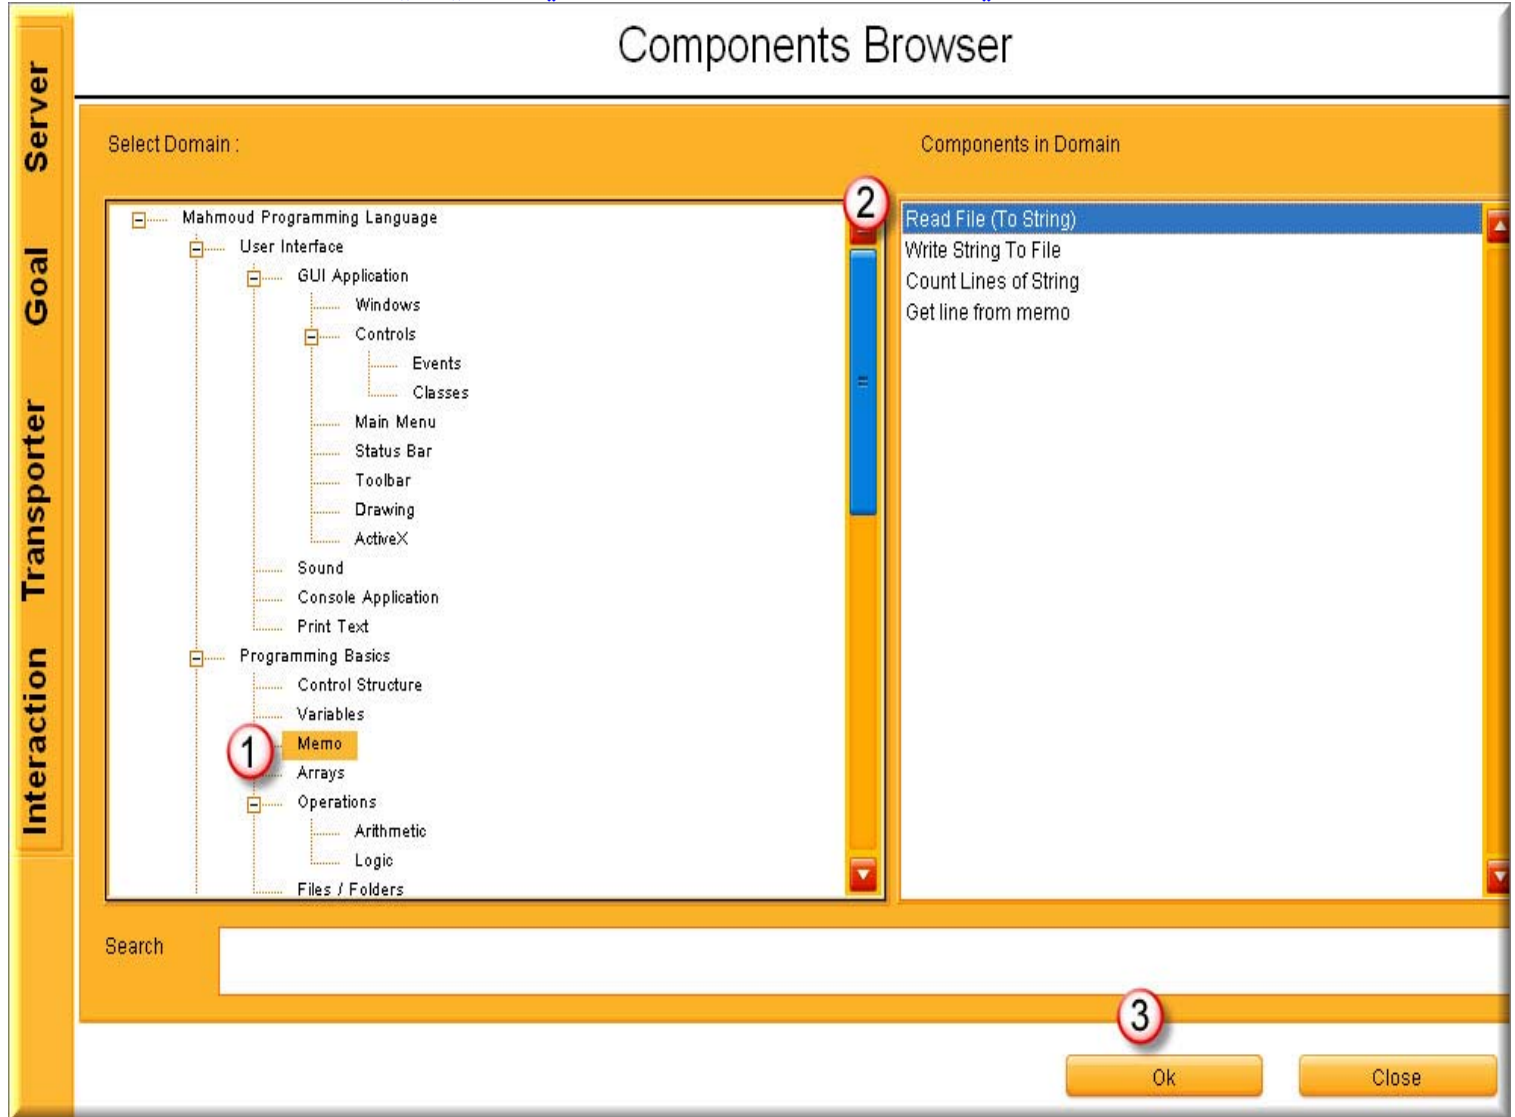 Components Browser
Server
Goal
Transporter
Interaction
Select Domain :
Mahmoud Programming Language
User Interface
GUI Application
Windows
Controls
Events
Classes
Main Menu
Status Bar
Toolbar
Drawing
ActiveX
Sound
Console Application
Print Text
Programming Basics
Control Structure
Variables
1 Memo
Arrays
Operations
Arithmetic
Logic
Files / Folders
Components in Domain
2 Read File (To String)
Write String To File
Count Lines of String
Get line from memo
Search
3
Ok
Close